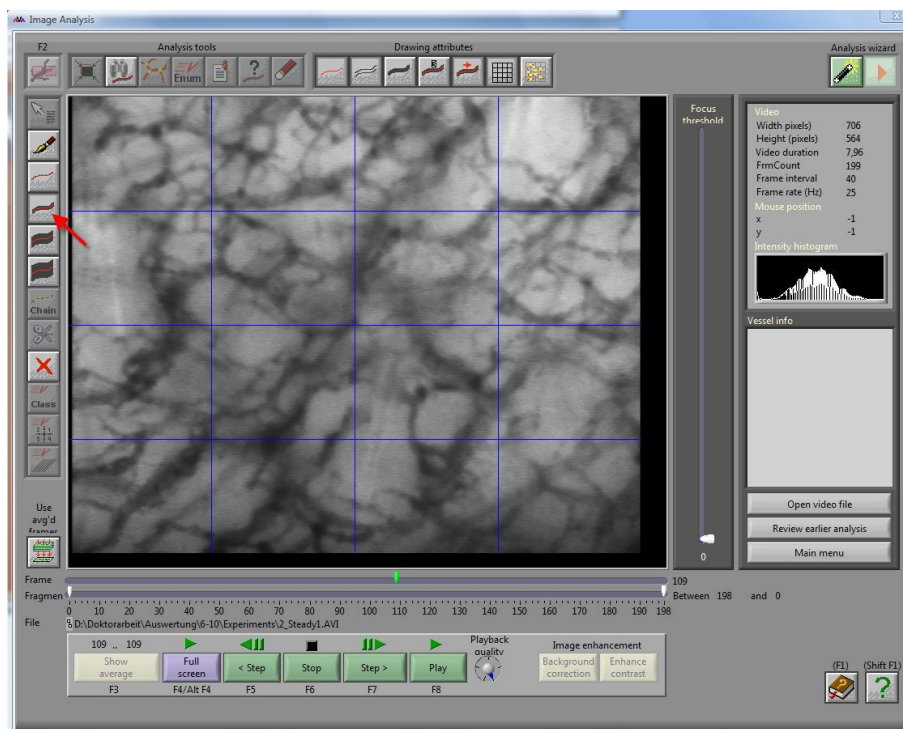 Image Analysis
F2
Analysis tools
Drawing attributes
Analysis wizard
Enum
?
Focus
threshold
Video
Width pixels) 706
Height (pixels) 564
Video duration 7,96
FrmCount 199
Frame interval 40
Frame rate (Hz) 25
Mouse position
x -1
y -1
Intensity histogram
Vessel info
Chain
Class
Use
avg'd
frames
0
Open video file
Review earlier analysis
Main menu
Frame 109
Fragmen Between 198 and 0
0 10 20 30 40 50 60 70 80 90 100 110 120 130 140 150 160 170 180 190 198
File D:\Doktorarbeit\Auswertung\6-10\Experiments\2_Steady1.AVI
109 .. 109
Playback
quality
Image enhancement
Show
average
Full
screen
< Step
Stop
Step >
Play
Background
correction
Enhance
contrast
F3 F4/Alt F4 F5 F6 F7 F8
(F1) (Shift F1)
?